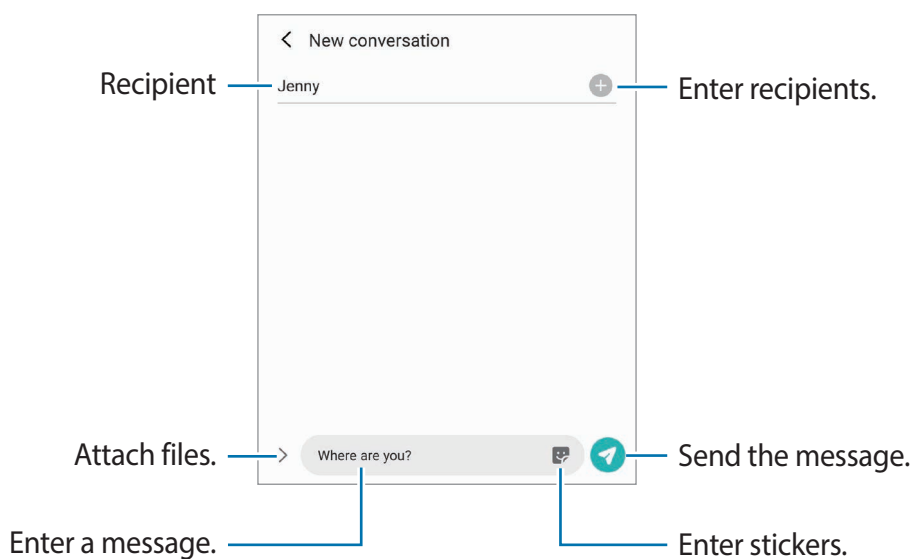 New conversation
Recipient
Jenny
Enter recipients.
Attach files.
Where are you?
Send the message.
Enter a message.
Enter stickers.